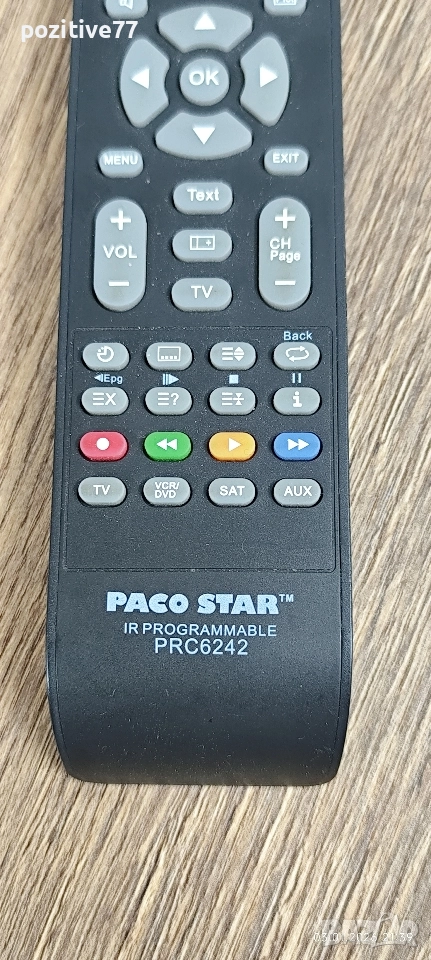 pozitive77
OK
MENU
EXIT
Text
+
+
VOL
CH
Page
−
−
TV
Back
Epg
X
?
i
TV
VCR/
DVD
SAT
AUX
PACO STAR™
IR PROGRAMMABLE
PRC6242